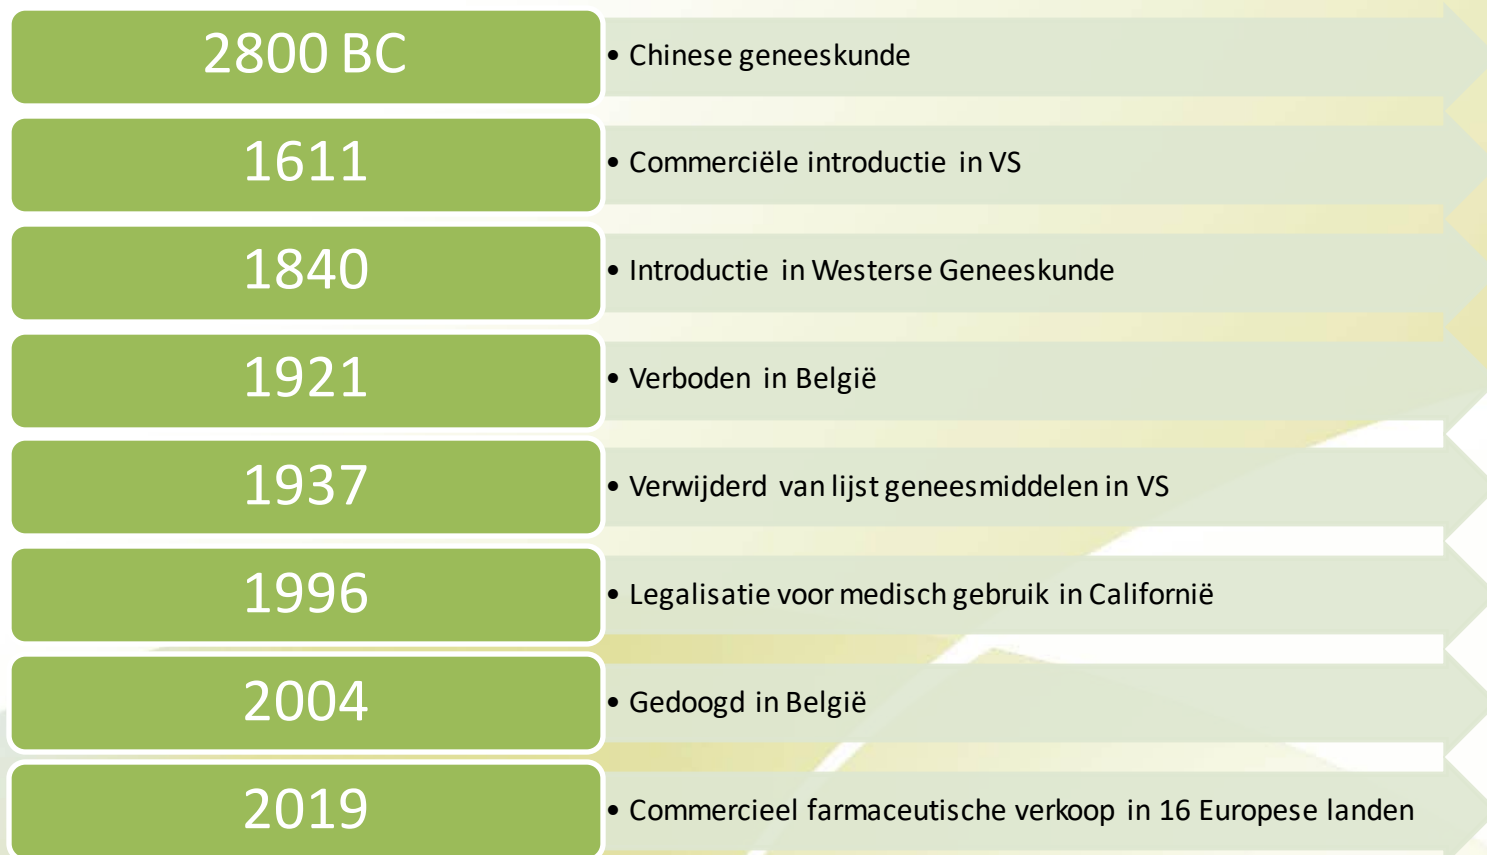 2800 BC
• Chinese geneeskunde
1611
• Commerciële introductie in VS
1840
• Introductie in Westerse Geneeskunde
1921
• Verboden in België
1937
• Verwijderd van lijst geneesmiddelen in VS
1996
• Legalisatie voor medisch gebruik in Californië
2004
• Gedoogd in België
2019
• Commercieel farmaceutische verkoop in 16 Europese landen